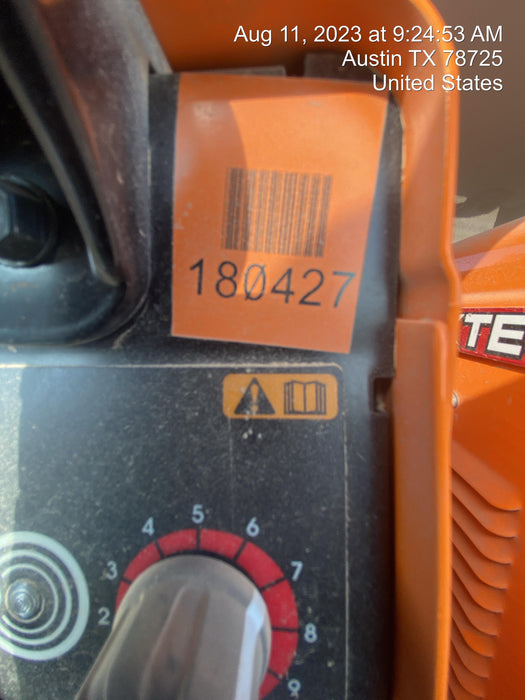 Aug 11, 2023 at 9:24:53 AM
Austin TX 78725
United States
180427
TE
5
4 6
3 7
2 8
9